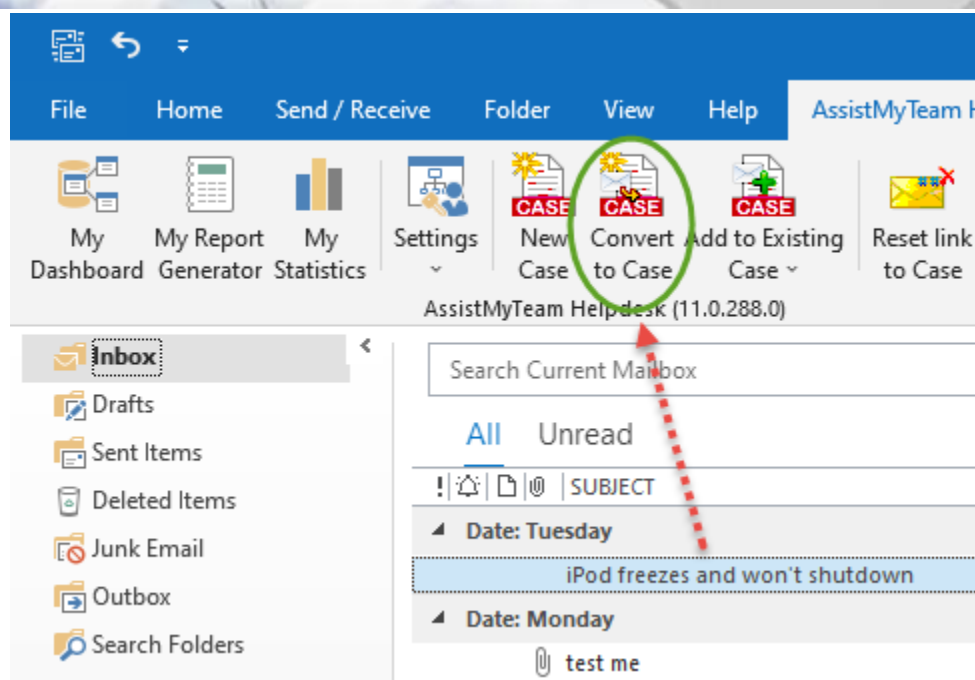 File Home Send / Receive Folder View Help AssistMyTeam
CASE CASE CASE
My My Report My Settings New Convert Add to Existing Reset link
Dashboard Generator Statistics Case to Case Case to Case
AssistMyTeam Helpdesk (11.0.288.0)
Inbox
Search Current Mailbox
Drafts
All Unread
Sent Items
! SUBJECT
Deleted Items
Date: Tuesday
Junk Email
iPod freezes and won't shutdown
Outbox
Date: Monday
Search Folders
test me